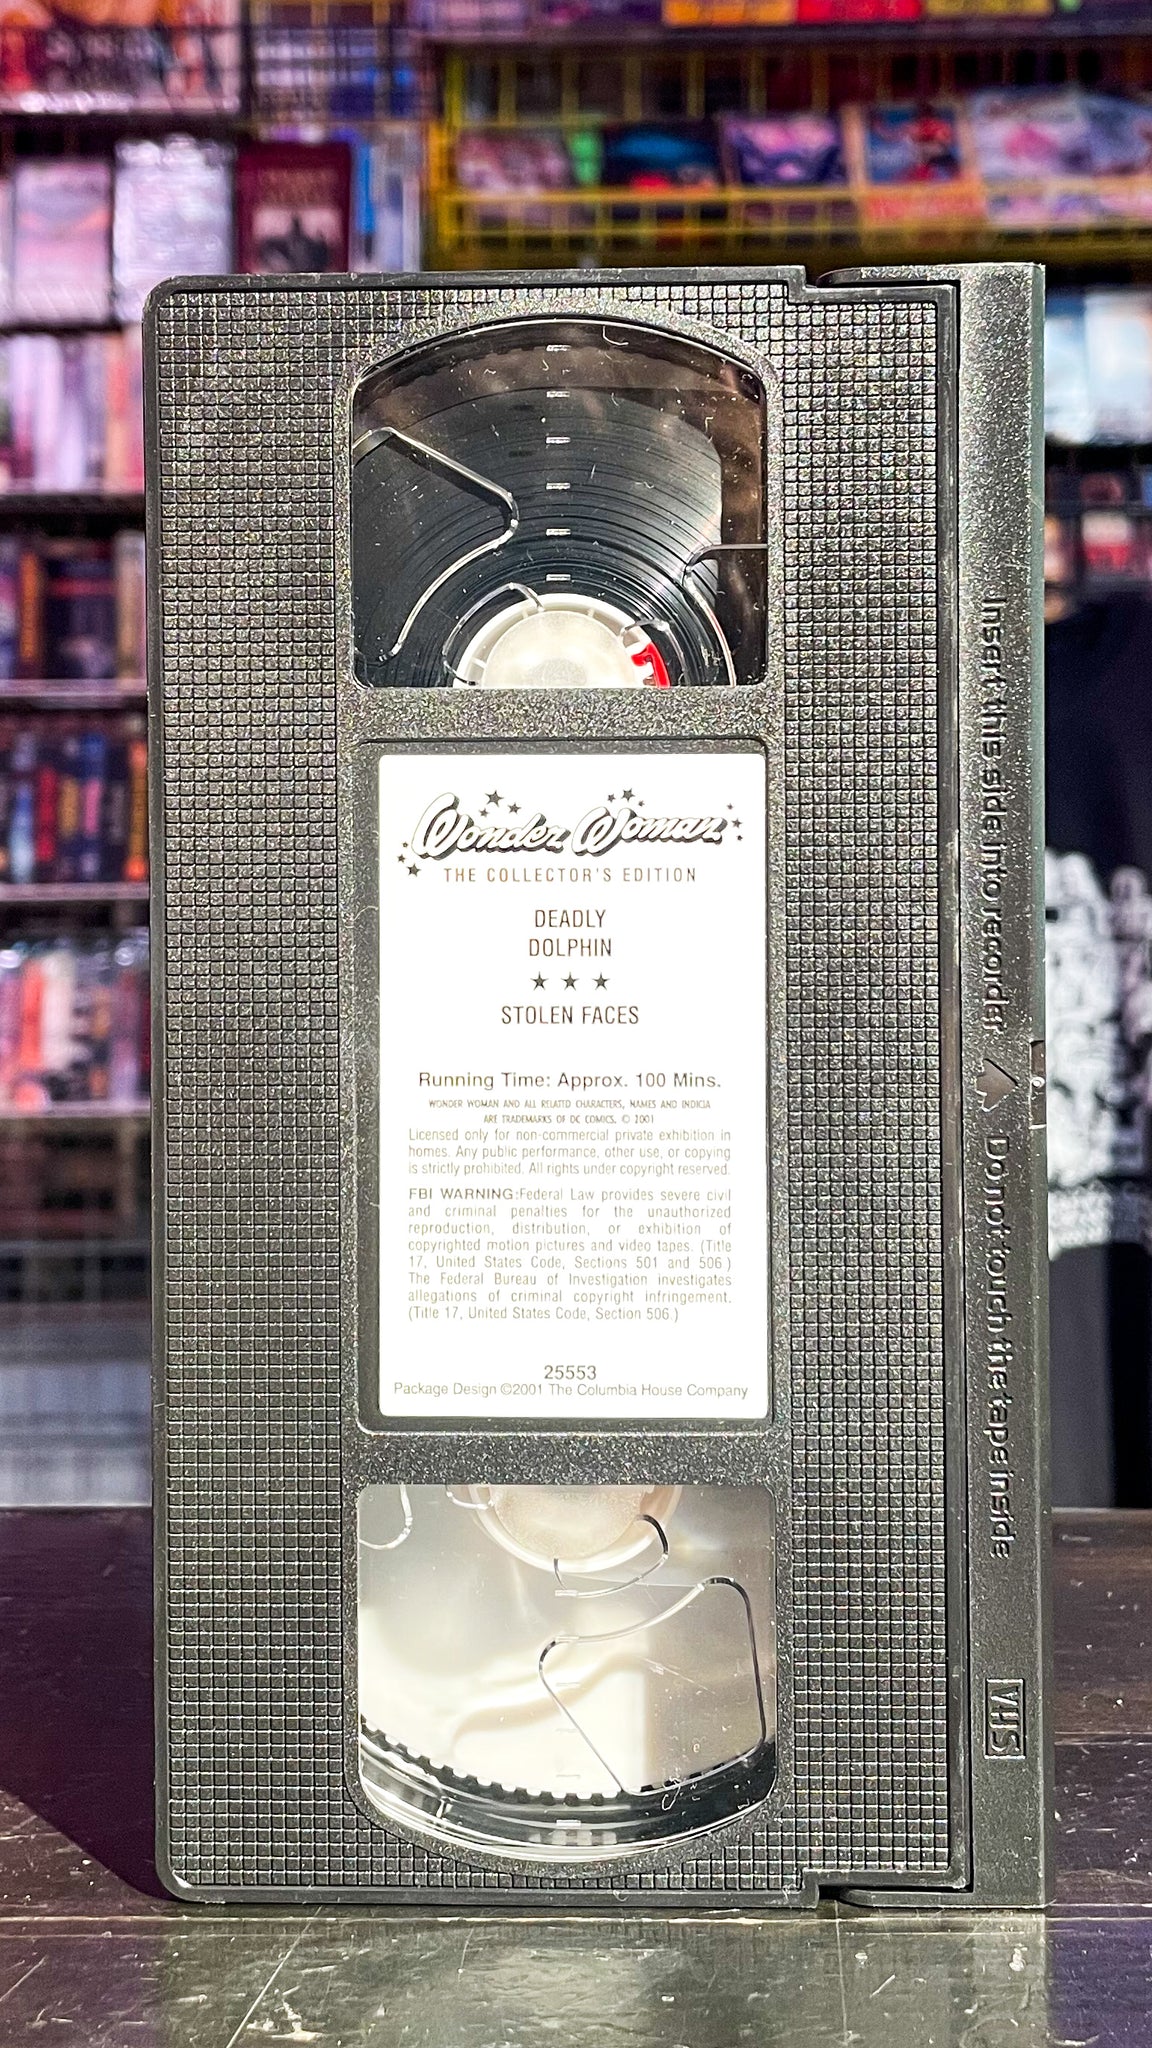 Wonder Woman
THE COLLECTOR'S EDITION
DEADLY
DOLPHIN
★ ★ ★
STOLEN FACES
Running Time: Approx. 100 Mins.
WONDER WOMAN AND ALL RELATED CHARACTERS, NAMES AND INDICIA
ARE TRADEMARKS OF DC COMICS. © 2001
Licensed only for non-commercial private exhibition in
homes. Any public performance, other use, or copying
is strictly prohibited. All rights under copyright reserved.
FBI WARNING:Federal Law provides severe civil
and criminal penalties for the unauthorized
reproduction, distribution, or exhibition of
copyrighted motion pictures and video tapes. (Title
17, United States Code, Sections 501 and 506.)
The Federal Bureau of Investigation investigates
allegations of criminal copyright infringement.
(Title 17, United States Code, Section 506.)
25553
Package Design ©2001 The Columbia House Company
Insert this side into recorder
Do not touch the tape inside
VHS